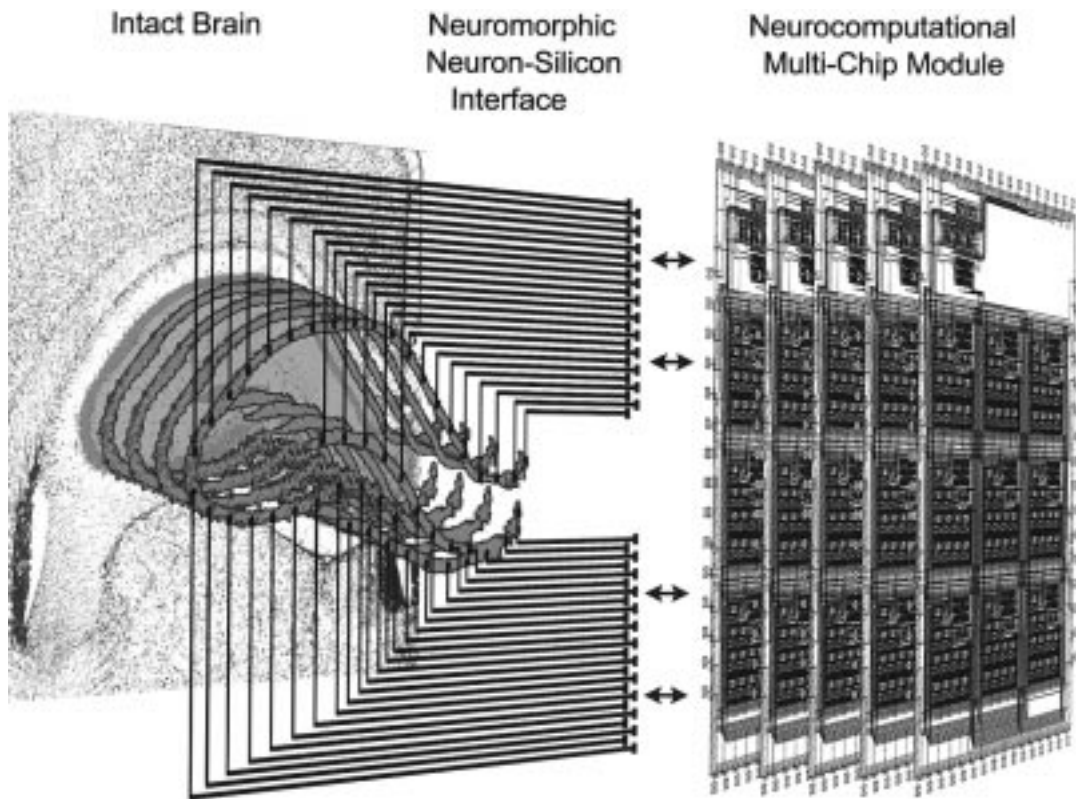 Intact Brain
Neuromorphic
Neuron-Silicon
Interface
Neurocomputational
Multi-Chip Module